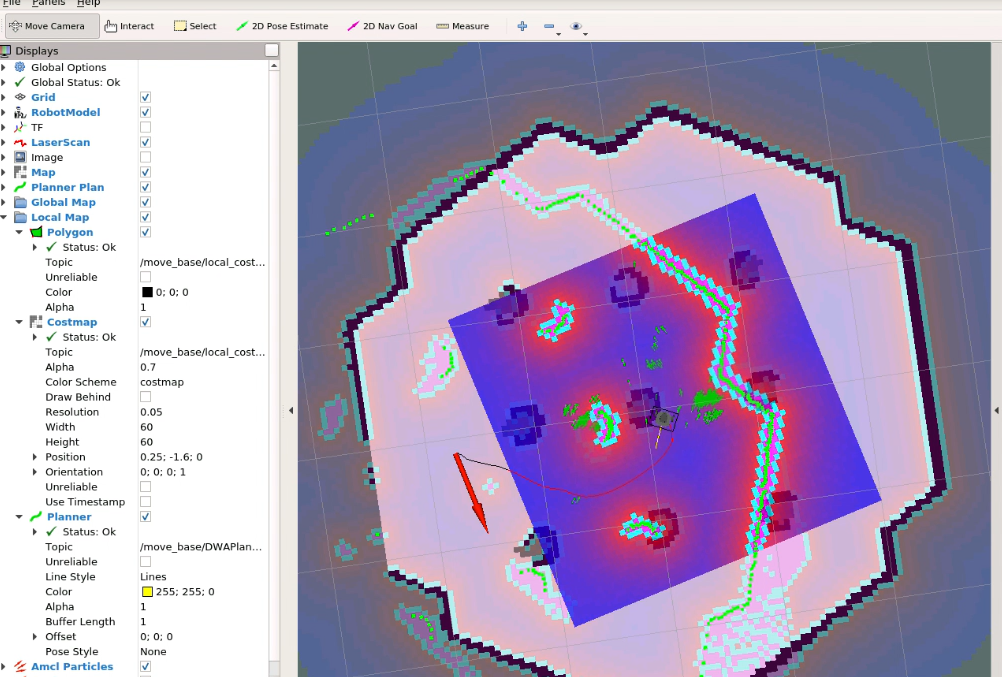 File Panels Help
Move Camera Interact Select 2D Pose Estimate 2D Nav Goal Measure
Displays
Global Options
Global Status: Ok
Grid
RobotModel
TF
LaserScan
Image
Map
Planner Plan
Global Map
Local Map
Polygon
Status: Ok
Topic /move_base/local_cost...
Unreliable
Color 0; 0; 0
Alpha 1
Costmap
Status: Ok
Topic /move_base/local_cost...
Alpha 0.7
Color Scheme costmap
Draw Behind
Resolution 0.05
Width 60
Height 60
Position 0.25; -1.6; 0
Orientation 0; 0; 0; 1
Unreliable
Use Timestamp
Planner
Status: Ok
Topic /move_base/DWAPlan...
Unreliable
Line Style Lines
Color 255; 255; 0
Alpha 1
Buffer Length 1
Offset 0; 0; 0
Pose Style None
Amcl Particles